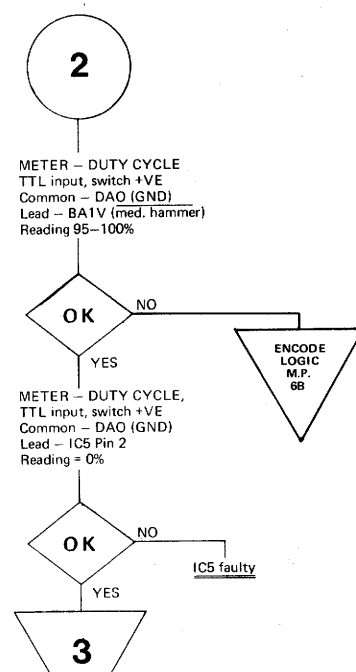 2
METER – DUTY CYCLE
TTL input, switch +VE
Common – DAO (GND)
Lead – BA1V (med. hammer)
Reading 95–100%
OK
NO
YES
ENCODE
LOGIC
M.P.
6B
METER – DUTY CYCLE,
TTL input, switch +VE
Common – DAO (GND)
Lead – IC5 Pin 2
Reading = 0%
OK
NO
IC5 faulty
YES
3